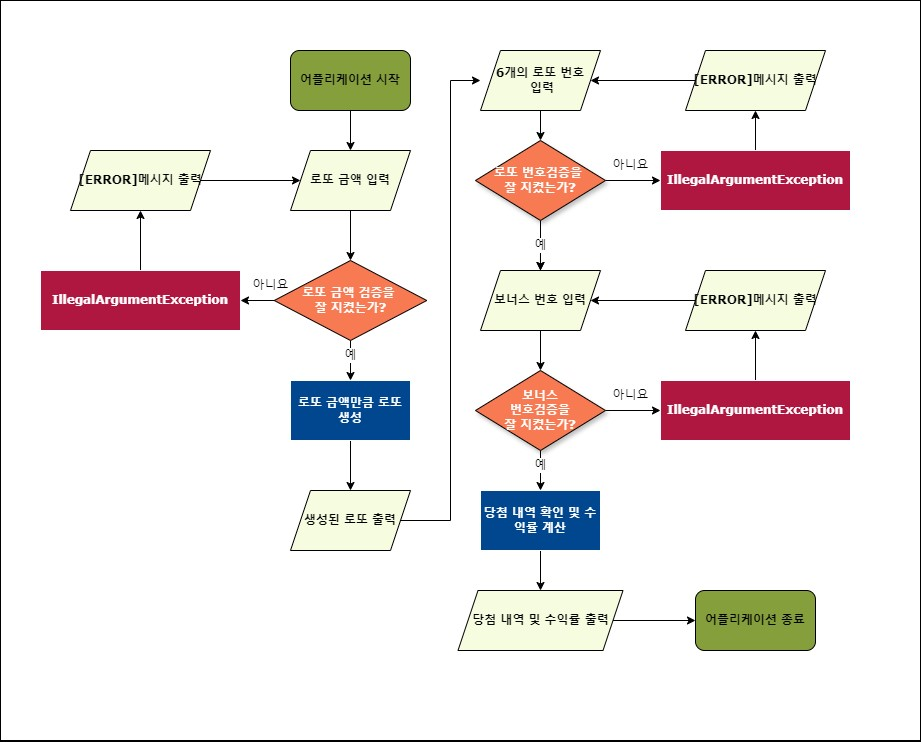 어플리케이션 시작
[ERROR]메시지 출력
로또 금액 입력
IllegalArgumentException
아니요
로또 금액 검증을
잘 지켰는가?
예
로또 금액만큼 로또
생성
생성된 로또 출력
6개의 로또 번호
입력
[ERROR]메시지 출력
로또 번호검증을
잘 지켰는가?
아니요
IllegalArgumentException
예
보너스 번호 입력
[ERROR]메시지 출력
보너스
번호검증을
잘 지켰는가?
아니요
IllegalArgumentException
예
당첨 내역 확인 및 수
익률 계산
당첨 내역 및 수익률 출력
어플리케이션 종료